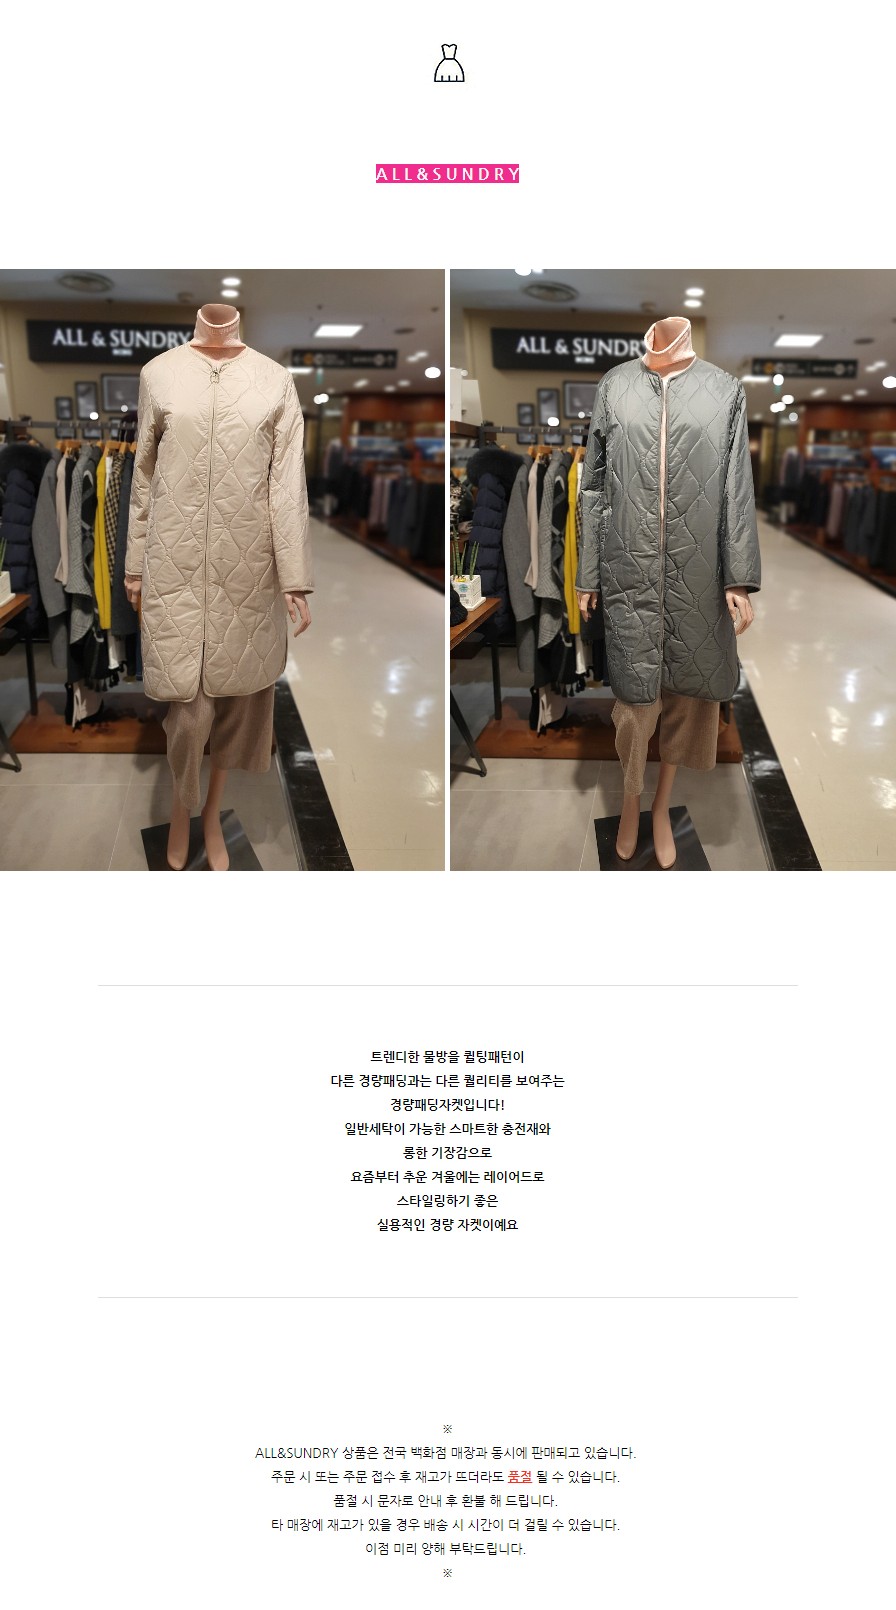 ALL&SUNDRY
ALL & SUNDRY
ALL & SUNDRY
트렌디한 물방울 퀼팅패턴이
다른 경량패딩과는 다른 퀄리티를 보여주는
경량패딩자켓입니다!
일반세탁이 가능한 스마트한 충전재와
롱한 기장감으로
요즘부터 추운 겨울에는 레이어드로
스타일링하기 좋은
실용적인 경량 자켓이예요
※
ALL&SUNDRY 상품은 전국 백화점 매장과 동시에 판매되고 있습니다.
주문 시 또는 주문 접수 후 재고가 뜨더라도 품절 될 수 있습니다.
품절 시 문자로 안내 후 환불 해 드립니다.
타 매장에 재고가 있을 경우 배송 시 시간이 더 걸릴 수 있습니다.
이점 미리 양해 부탁드립니다.
※